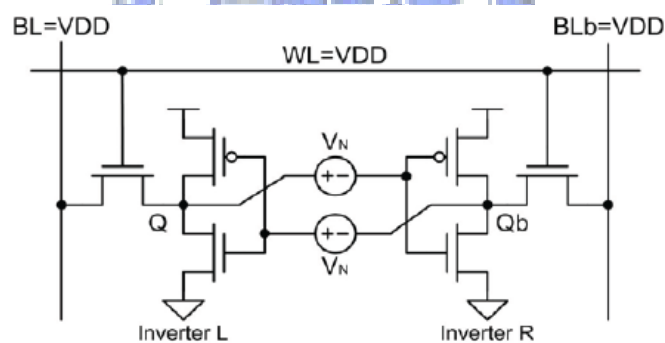 BL=VDD
BLb=VDD
WL=VDD
VN
+-
Q
Qb
+-
VN
Inverter L
Inverter R